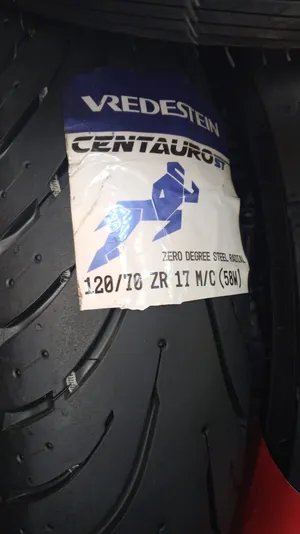 VREDESTEIN
CENTAURO ST
ZERO DEGREE STEEL RADIAL
120/70 ZR 17 M/C (58W)